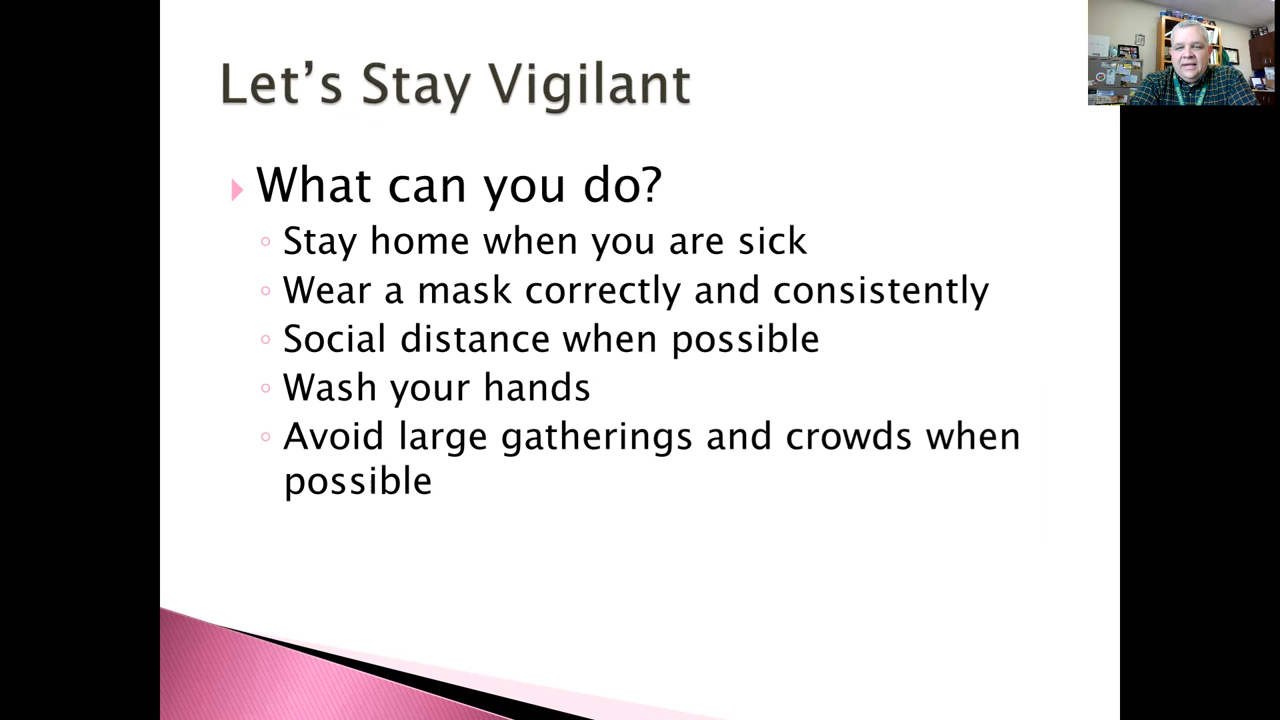 Let’s Stay Vigilant
What can you do?
Stay home when you are sick
Wear a mask correctly and consistently
Social distance when possible
Wash your hands
Avoid large gatherings and crowds when
possible